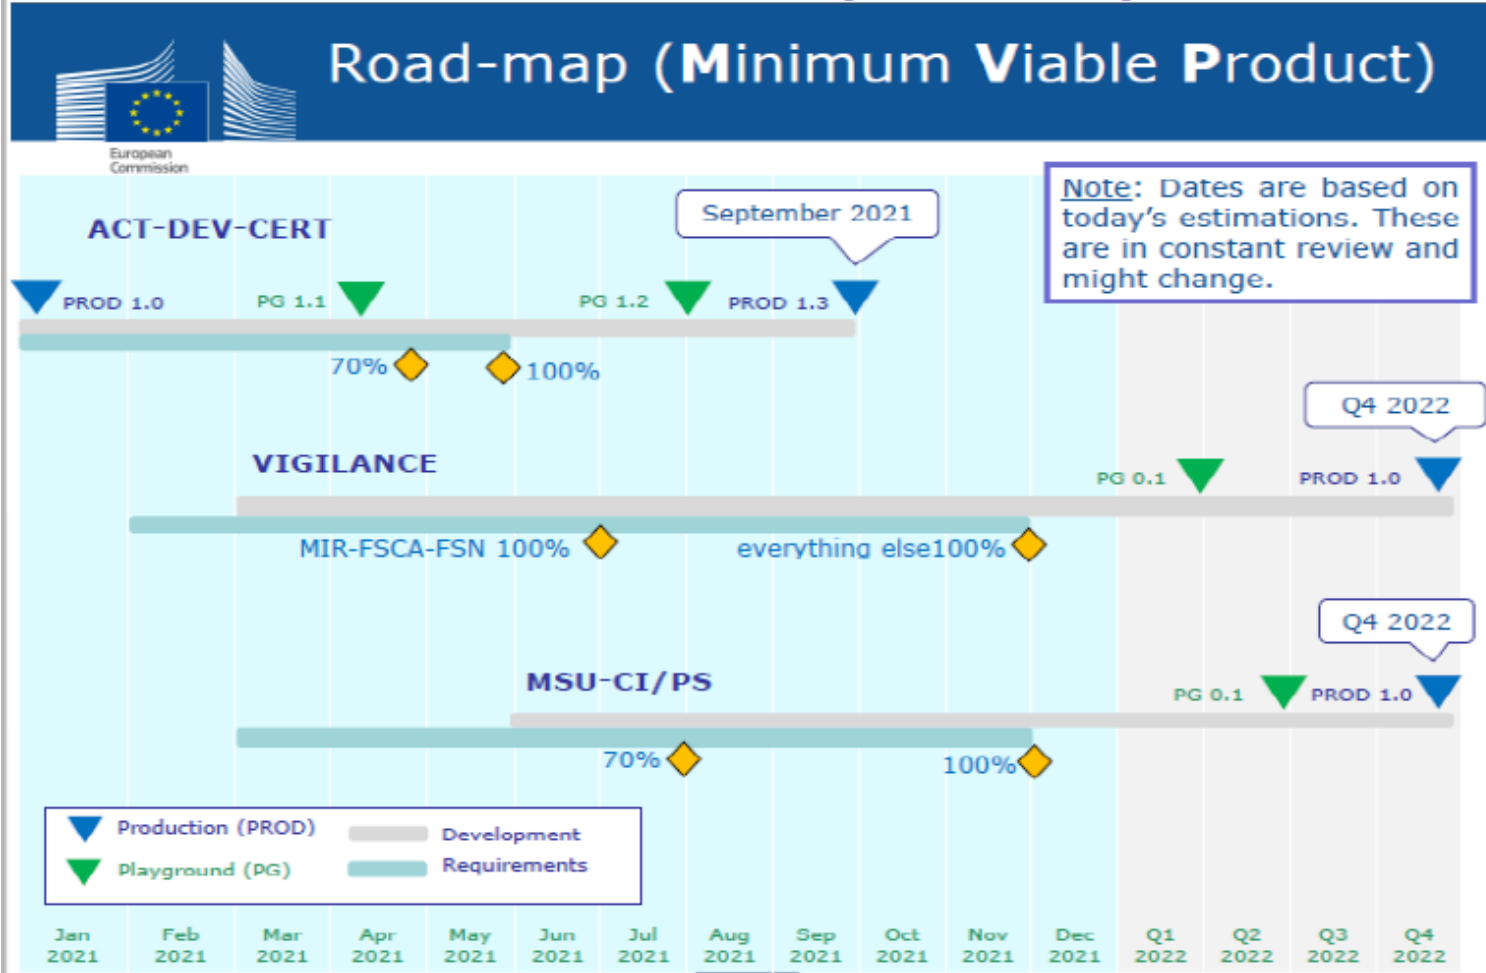 Road-map (Minimum Viable Product)
European
Commission
Note: Dates are based on
today's estimations. These
are in constant review and
might change.
September 2021
ACT-DEV-CERT
PROD 1.0
PG 1.1
PG 1.2
PROD 1.3
70%
100%
Q4 2022
VIGILANCE
PG 0.1
PROD 1.0
MIR-FSCA-FSN 100%
everything else100%
Q4 2022
MSU-CI/PS
PG 0.1
PROD 1.0
70%
100%
Production (PROD)
Development
Playground (PG)
Requirements
Jan 2021
Feb 2021
Mar 2021
Apr 2021
May 2021
Jun 2021
Jul 2021
Aug 2021
Sep 2021
Oct 2021
Nov 2021
Dec 2021
Q1 2022
Q2 2022
Q3 2022
Q4 2022